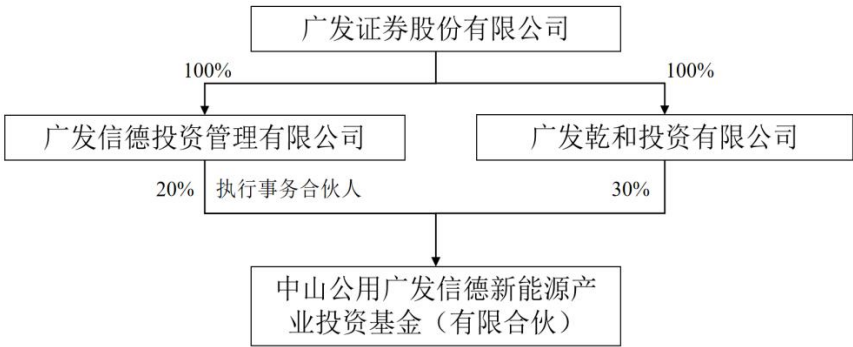 广发证券股份有限公司
100%
100%
广发信德投资管理有限公司
广发乾和投资有限公司
20%
执行事务合伙人
30%
中山公用广发信德新能源产
业投资基金（有限合伙）